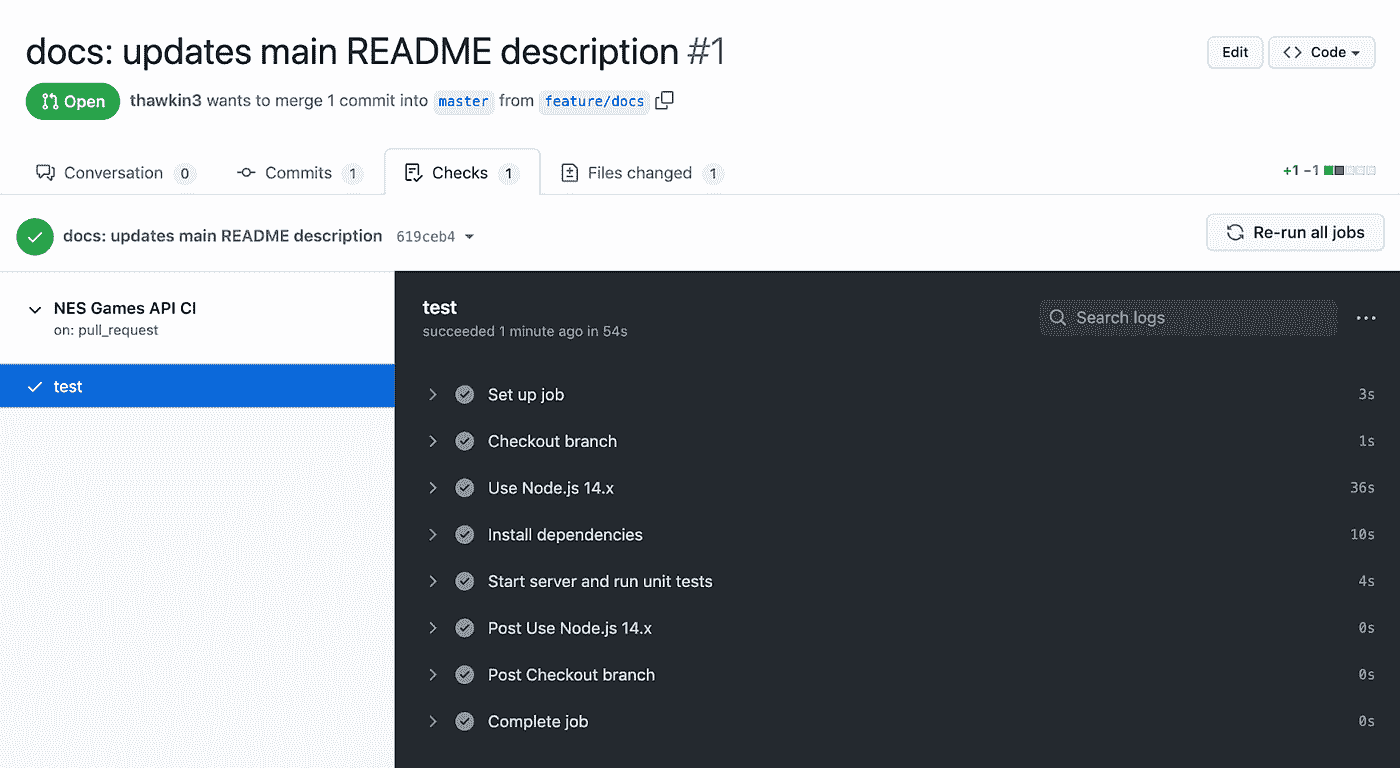 docs: updates main README description #1
Edit
<> Code
Open
thawkin3 wants to merge 1 commit into master from feature/docs
Conversation 0
Commits 1
Checks 1
Files changed 1
+1 −1
docs: updates main README description 619ceb4
Re-run all jobs
NES Games API CI
on: pull_request
test
test
succeeded 1 minute ago in 54s
Search logs
Set up job 3s
Checkout branch 1s
Use Node.js 14.x 36s
Install dependencies 10s
Start server and run unit tests 4s
Post Use Node.js 14.x 0s
Post Checkout branch 0s
Complete job 0s